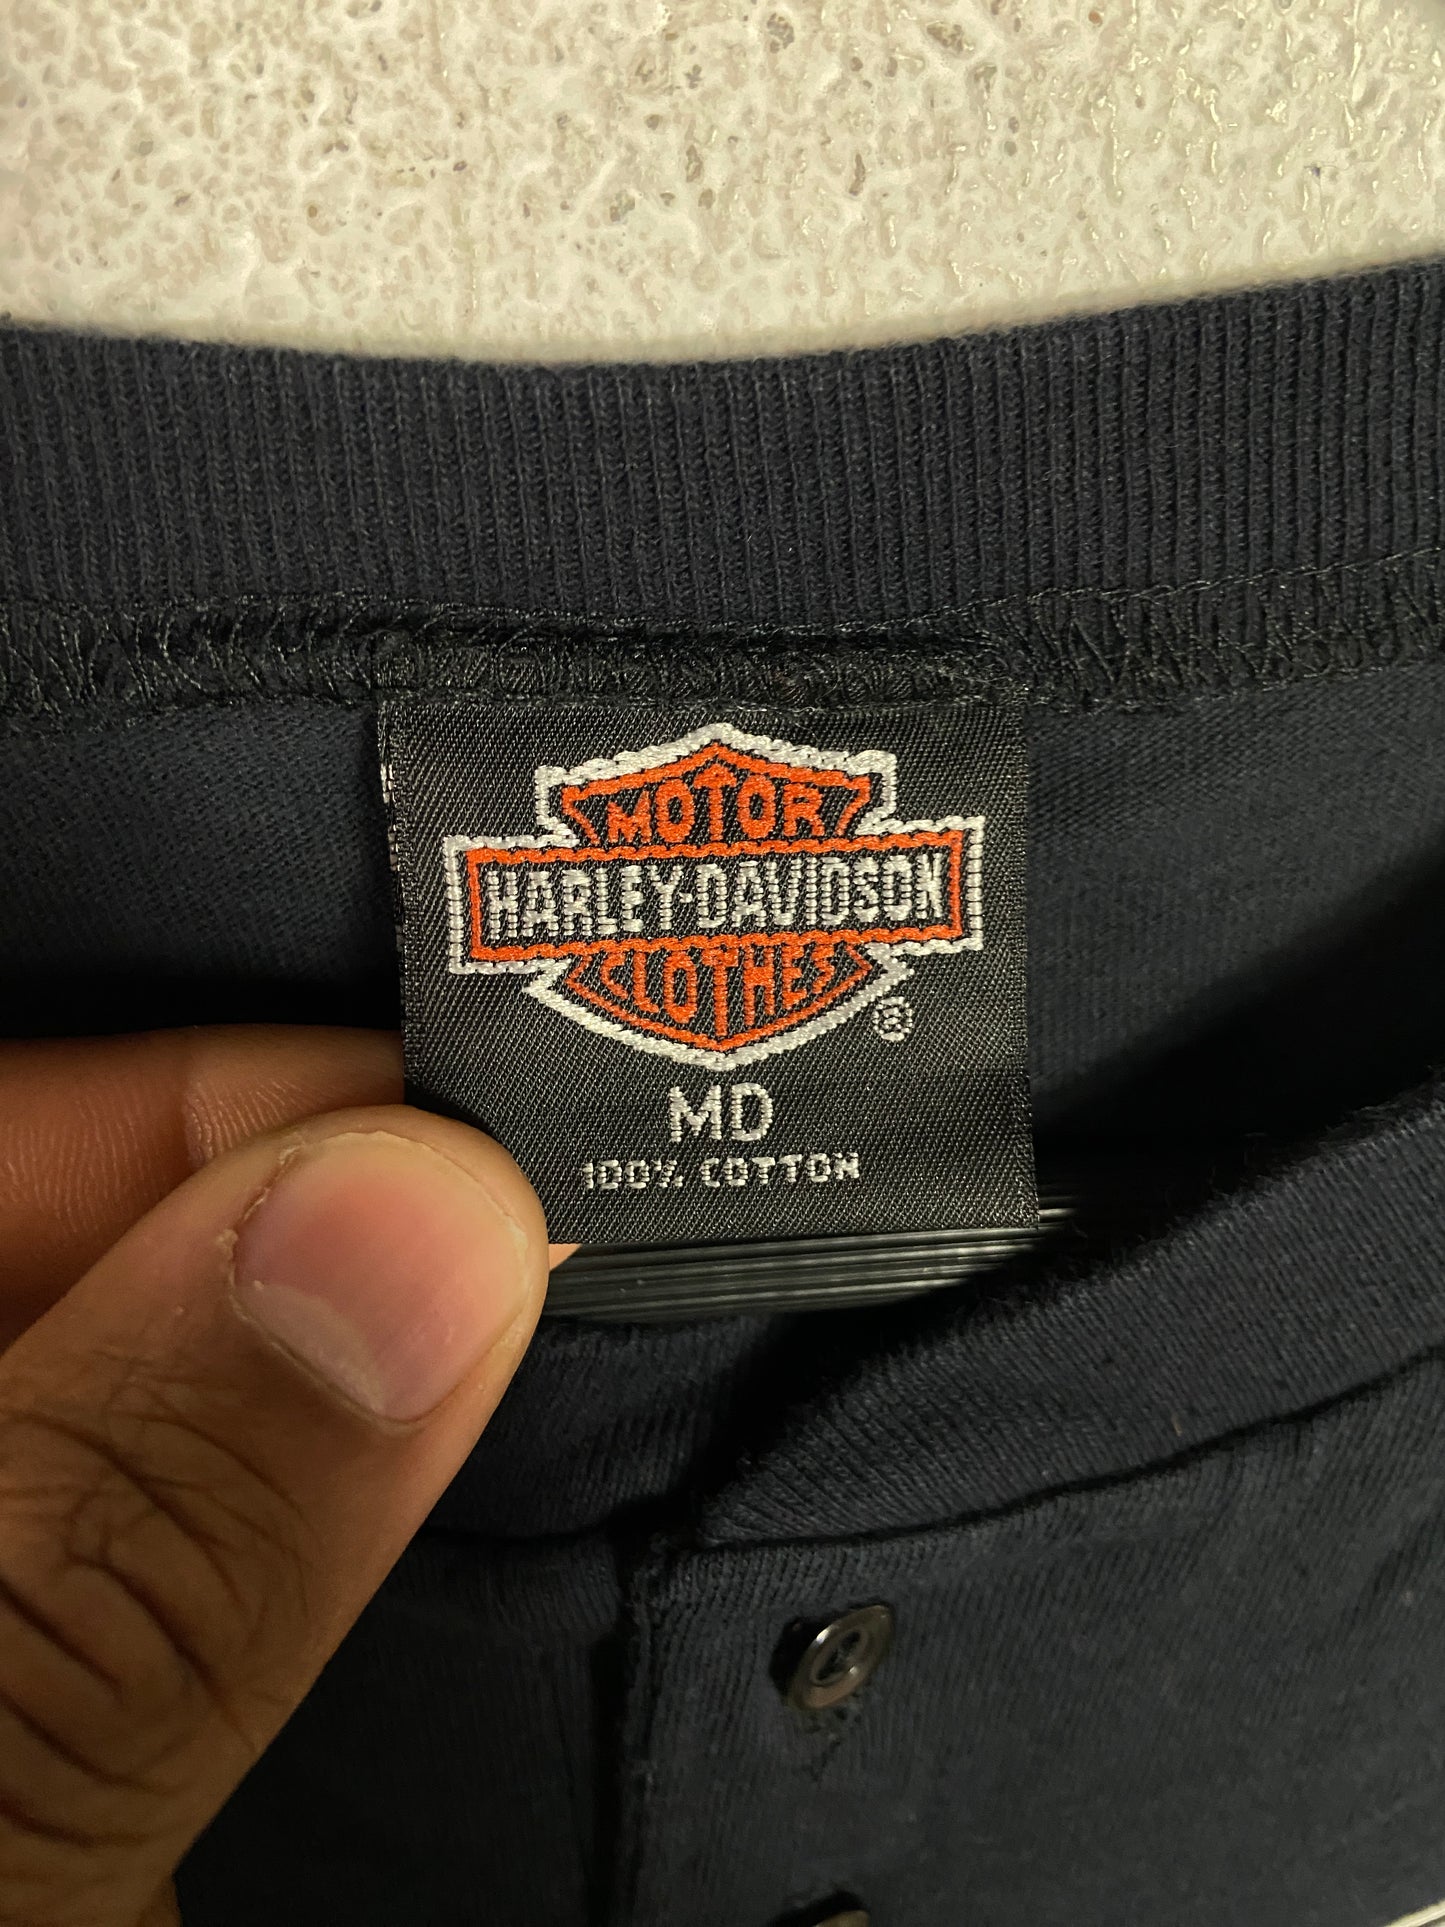 MOTOR
HARLEY-DAVIDSON
CLOTHES
®
MD
100% COTTON